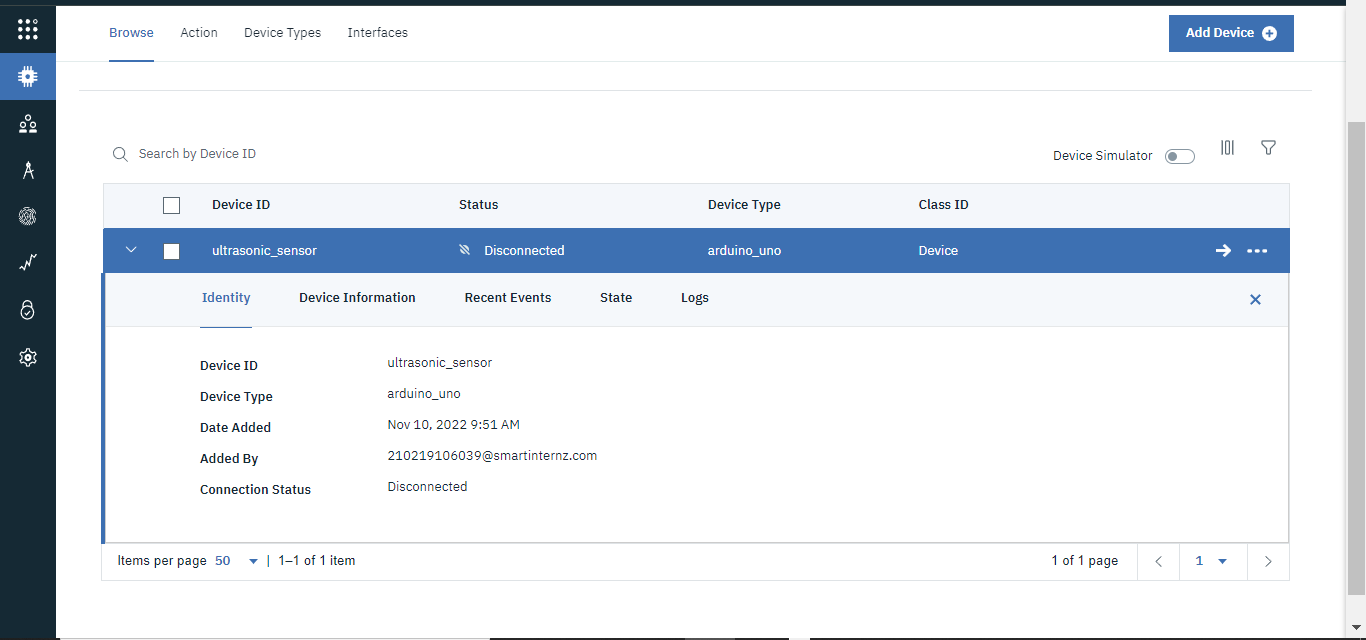 Browse Action Device Types Interfaces Add Device
Search by Device ID Device Simulator
Device ID Status Device Type Class ID
ultrasonic_sensor Disconnected arduino_uno Device
Identity Device Information Recent Events State Logs
Device ID ultrasonic_sensor
Device Type arduino_uno
Date Added Nov 10, 2022 9:51 AM
Added By 210219106039@smartinternz.com
Connection Status Disconnected
Items per page 50 | 1–1 of 1 item 1 of 1 page 1